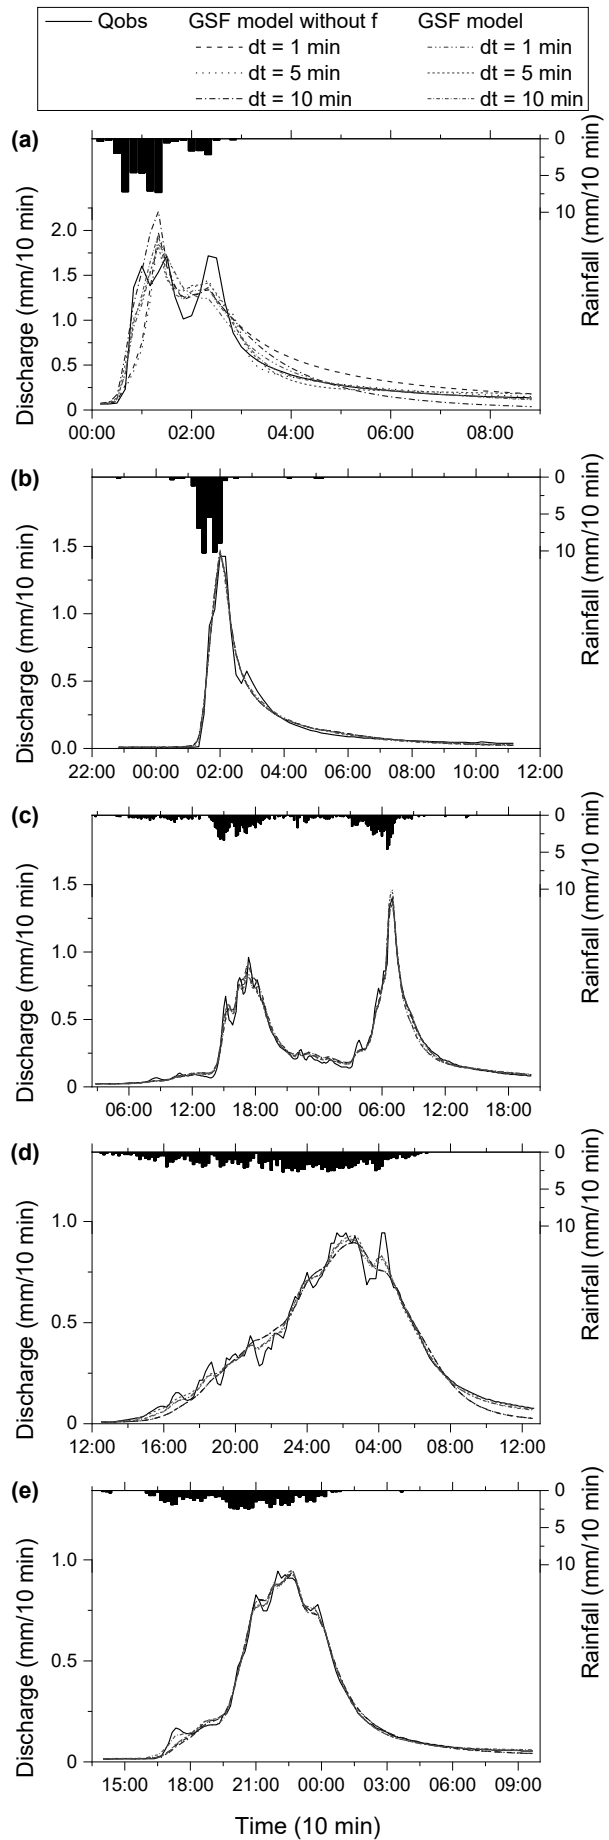 Qobs GSF model without f GSF model
dt = 1 min dt = 1 min
dt = 5 min dt = 5 min
dt = 10 min dt = 10 min
(a)
Discharge (mm/10 min)
2.0
1.5
1.0
0.5
0
0
5
10
Rainfall (mm/10 min)
00:00 02:00 04:00 06:00 08:00
(b)
Discharge (mm/10 min)
1.5
1.0
0.5
0.0
0
5
10
Rainfall (mm/10 min)
22:00 00:00 02:00 04:00 06:00 08:00 10:00 12:00
(c)
Discharge (mm/10 min)
1.5
1.0
0.5
0
0
5
10
Rainfall (mm/10 min)
06:00 12:00 18:00 00:00 06:00 12:00 18:00
(d)
Discharge (mm/10 min)
1.0
0.5
0
0
5
10
Rainfall (mm/10 min)
12:00 16:00 20:00 24:00 04:00 08:00 12:00
(e)
Discharge (mm/10 min)
1.0
0.5
0
0
5
10
Rainfall (mm/10 min)
15:00 18:00 21:00 00:00 03:00 06:00 09:00
Time (10 min)